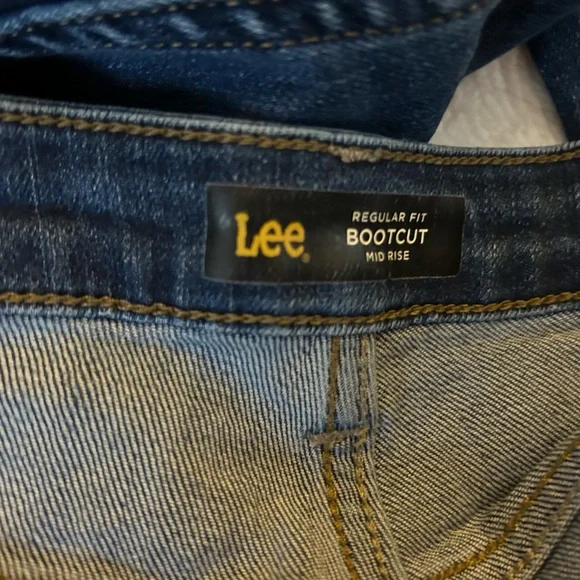 Lee
REGULAR FIT
BOOTCUT
MID RISE